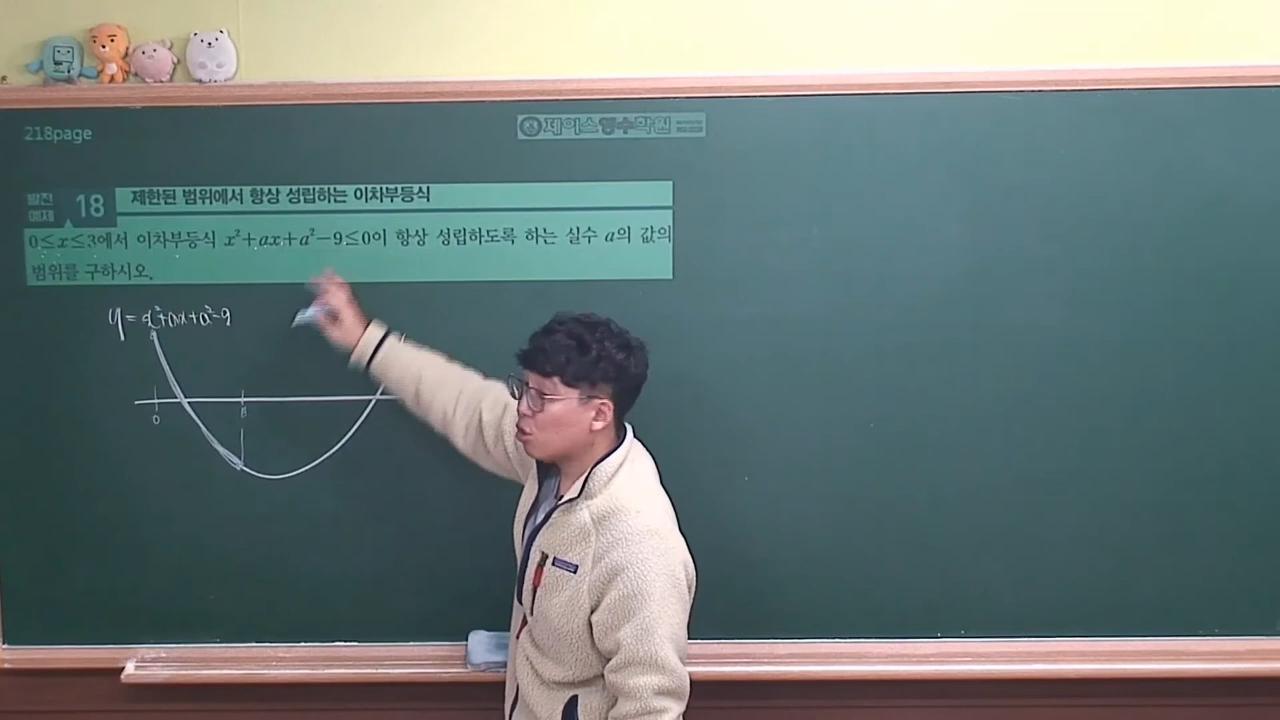 218page
제이스영수학원
발전
예제 18 제한된 범위에서 항상 성립하는 이차부등식
0≤x≤3에서 이차부등식 x²+ax+a²-9≤0이 항상 성립하도록 하는 실수 a의 값의
범위를 구하시오.
y=x²+ax+a²-9
0 3